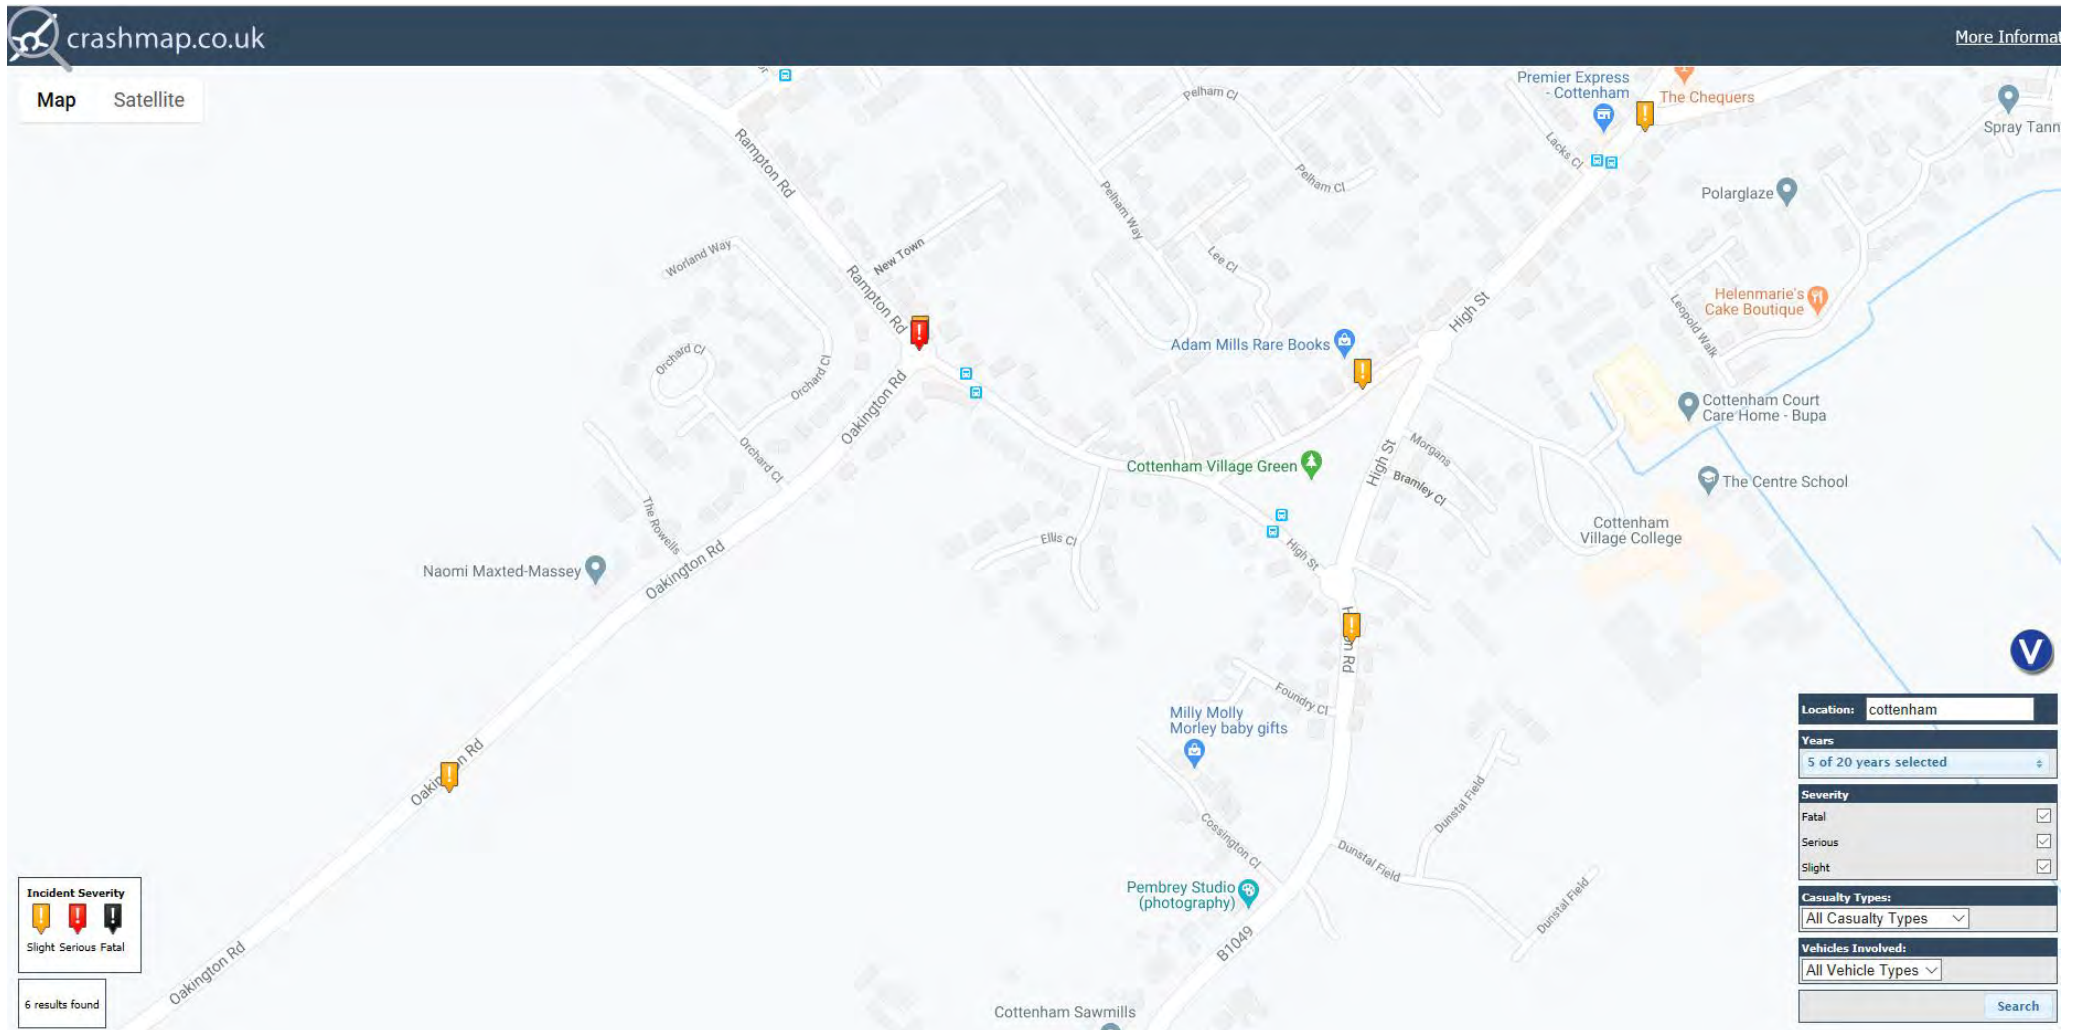 crashmap.co.uk
More Informat
Map
Satellite
Premier Express
- Cottenham
The Chequers
Spray Tann
Pelham Cl
Rampton Rd
Lacks Cl
Pelham Cl
Polarglaze
Pelham Way
New Town
Worland Way
Lee Cl
Rampton Rd
High St
Helenmarie's
Cake Boutique
Leopold Walk
Adam Mills Rare Books
Orchard Cl
Orchard Cl
Oakington Rd
Cottenham Court
Care Home - Bupa
Orchard Cl
Cottenham Village Green
High St
Morgans
Bramley Cl
The Centre School
The Rowells
Cottenham
Village College
Ellis Cl
High St
Naomi Maxted-Massey
Oakington Rd
Foundry Cl
Milly Molly
Morley baby gifts
Oakington Rd
Dunstal Field
Cossington Cl
Dunstal Field
Pembrey Studio
(photography)
Dunstal Field
B1049
Oakington Rd
Cottenham Sawmills
Incident Severity
Slight Serious Fatal
6 results found
V
Location: cottenham
Years
5 of 20 years selected
Severity
Fatal
Serious
Slight
Casualty Types:
All Casualty Types
Vehicles Involved:
All Vehicle Types
Search